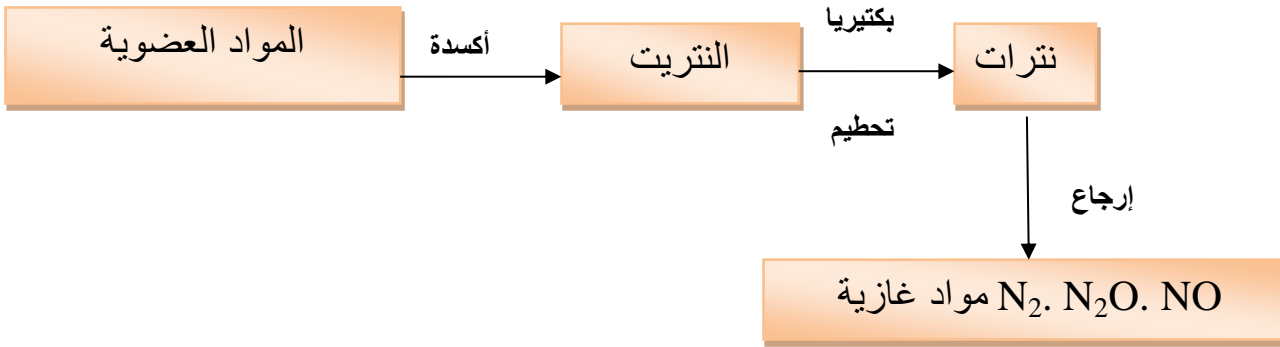 المواد العضوية
أكسدة
النتريت
بكتيريا
تحطيم
نترات
إرجاع
مواد غازية N₂. N₂O. NO